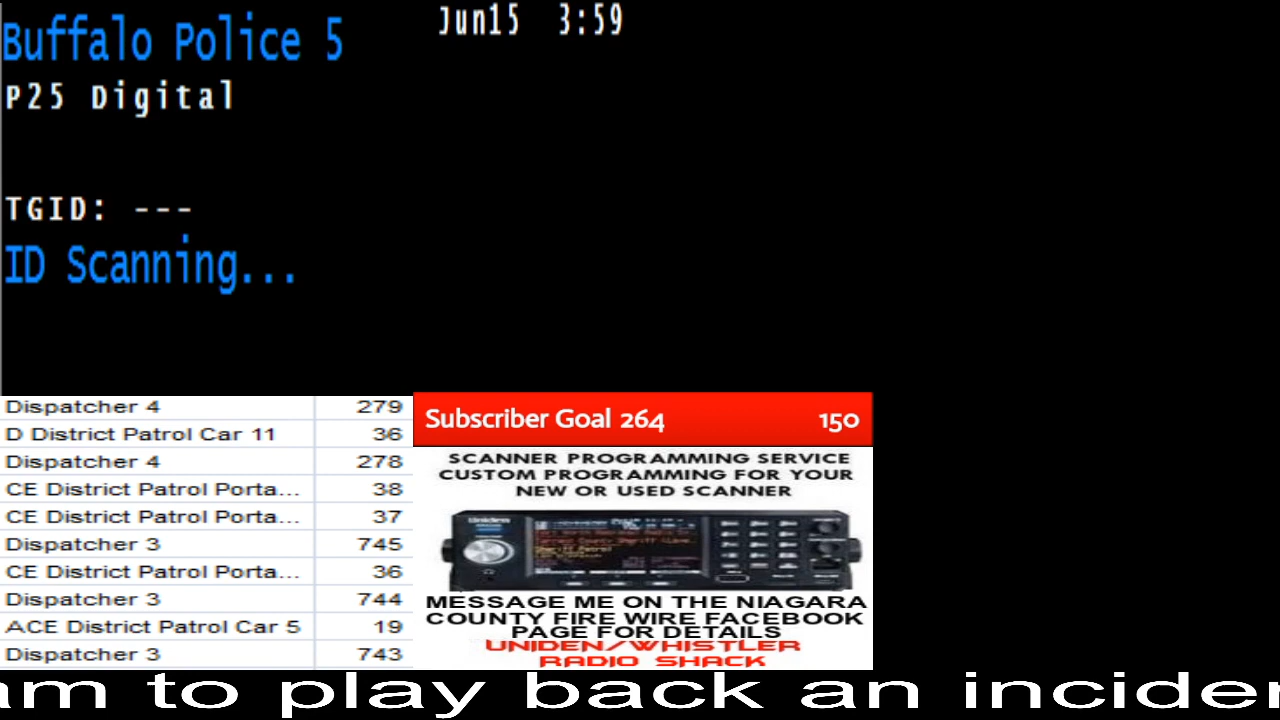 Buffalo Police 5
Jun15 3:59
P25 Digital
TGID: ---
ID Scanning...
Dispatcher 4 279
D District Patrol Car 11 36
Dispatcher 4 278
CE District Patrol Porta... 38
CE District Patrol Porta... 37
Dispatcher 3 745
CE District Patrol Porta... 36
Dispatcher 3 744
ACE District Patrol Car 5 19
Dispatcher 3 743
Subscriber Goal 264 150
SCANNER PROGRAMMING SERVICE
CUSTOM PROGRAMMING FOR YOUR
NEW OR USED SCANNER
Uniden
MESSAGE ME ON THE NIAGARA
COUNTY FIRE WIRE FACEBOOK
PAGE FOR DETAILS
UNIDEN/WHISTLER
RADIO SHACK
am to play back an inciden